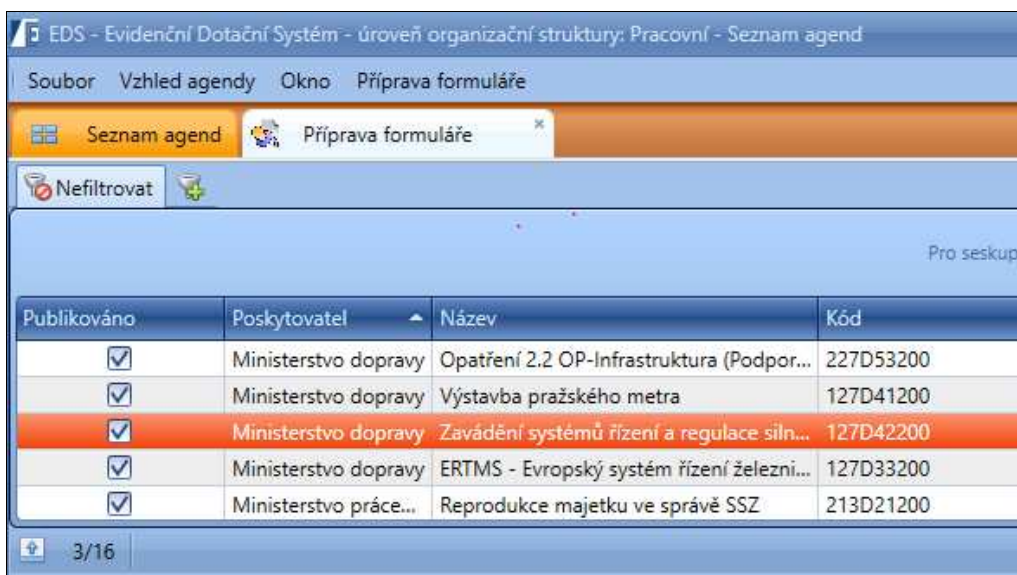 EDS - Evidenční Dotační Systém - úroveň organizační struktury: Pracovní - Seznam agend
Soubor Vzhled agendy Okno Příprava formuláře
Seznam agend Příprava formuláře
Nefiltrovat
Pro seskup
Publikováno Poskytovatel Název Kód
Ministerstvo dopravy Opatření 2.2 OP-Infrastruktura (Podpor... 227D53200
Ministerstvo dopravy Výstavba pražského metra 127D41200
Ministerstvo dopravy Zavádění systémů řízení a regulace siln... 127D42200
Ministerstvo dopravy ERTMS - Evropský systém řízení železni... 127D33200
Ministerstvo práce... Reprodukce majetku ve správě SSZ 213D21200
3/16